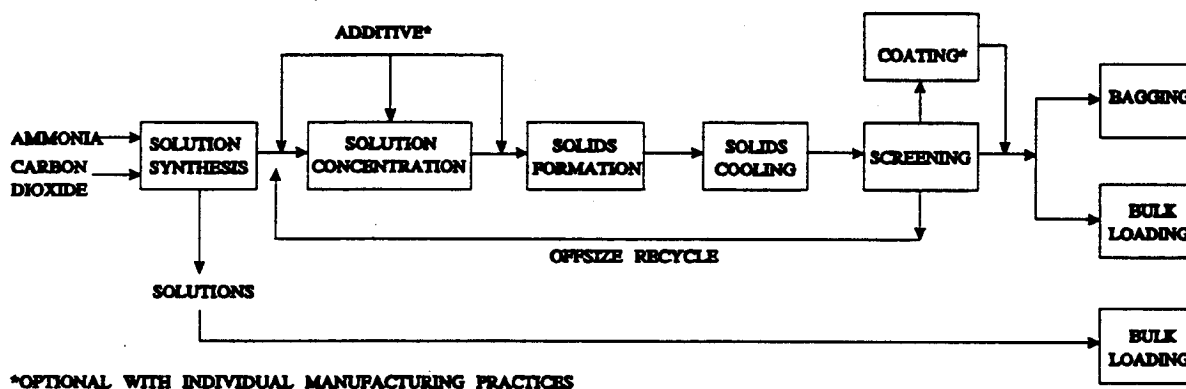 ADDITIVE*
COATING*
BAGGING
AMMONIA
CARBON
DIOXIDE
SOLUTION
SYNTHESIS
SOLUTION
CONCENTRATION
SOLIDS
FORMATION
SOLIDS
COOLING
SCREENING
BULK
LOADING
OFFSIZE RECYCLE
SOLUTIONS
BULK
LOADING
*OPTIONAL WITH INDIVIDUAL MANUFACTURING PRACTICES